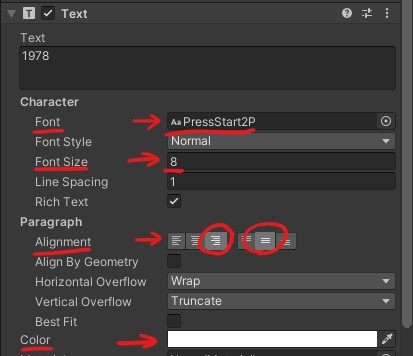 Text
Text
1978
Character
Font Aa PressStart2P
Font Style Normal
Font Size 8
Line Spacing 1
Rich Text
Paragraph
Alignment
Align By Geometry
Horizontal Overflow Wrap
Vertical Overflow Truncate
Best Fit
Color